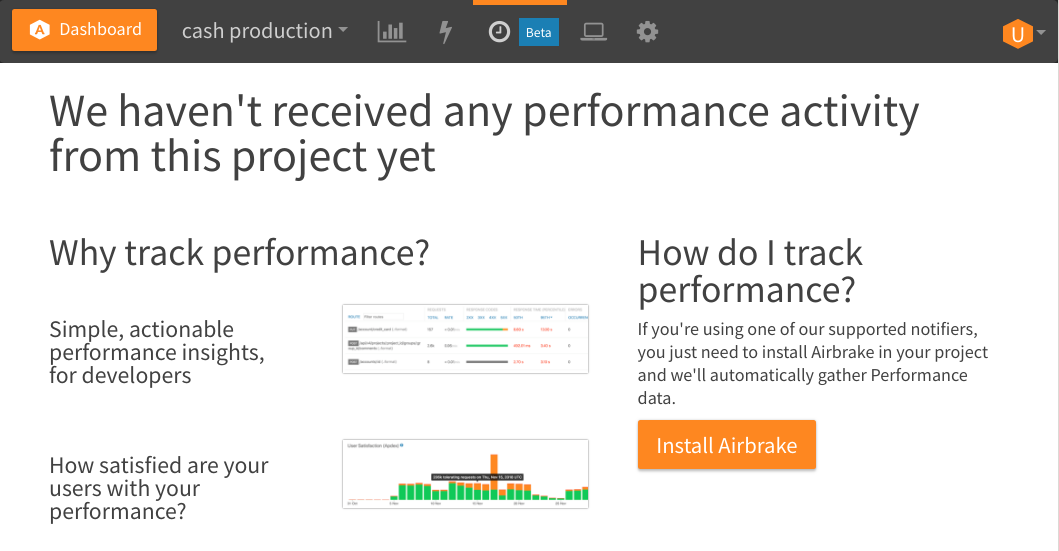 Dashboard
cash production
Beta
U
We haven't received any performance activity
from this project yet
Why track performance?
Simple, actionable
performance insights,
for developers
How satisfied are your
users with your
performance?
User Satisfaction (Apdex)
How do I track
performance?
If you're using one of our supported notifiers,
you just need to install Airbrake in your project
and we'll automatically gather Performance
data.
Install Airbrake